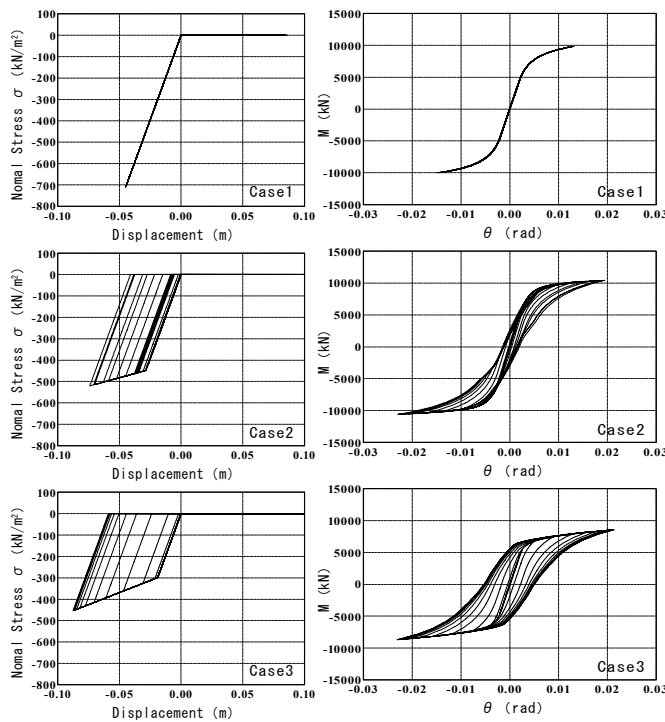 Nomal Stress σ (kN/m²)
100
0
-100
-200
-300
-400
-500
-600
-700
-800
Case1
-0.10 -0.05 0.00 0.05 0.10
Displacement (m)
M (kN)
15000
10000
5000
0
-5000
-10000
-15000
Case1
-0.03 -0.02 -0.01 0.00 0.01 0.02 0.03
θ (rad)
Nomal Stress σ (kN/m²)
100
0
-100
-200
-300
-400
-500
-600
-700
-800
Case2
-0.10 -0.05 0.00 0.05 0.10
Displacement (m)
M (kN)
15000
10000
5000
0
-5000
-10000
-15000
Case2
-0.03 -0.02 -0.01 0.00 0.01 0.02 0.03
θ (rad)
Nomal Stress σ (kN/m²)
100
0
-100
-200
-300
-400
-500
-600
-700
-800
Case3
-0.10 -0.05 0.00 0.05 0.10
Displacement (m)
M (kN)
15000
10000
5000
0
-5000
-10000
-15000
Case3
-0.03 -0.02 -0.01 0.00 0.01 0.02 0.03
θ (rad)